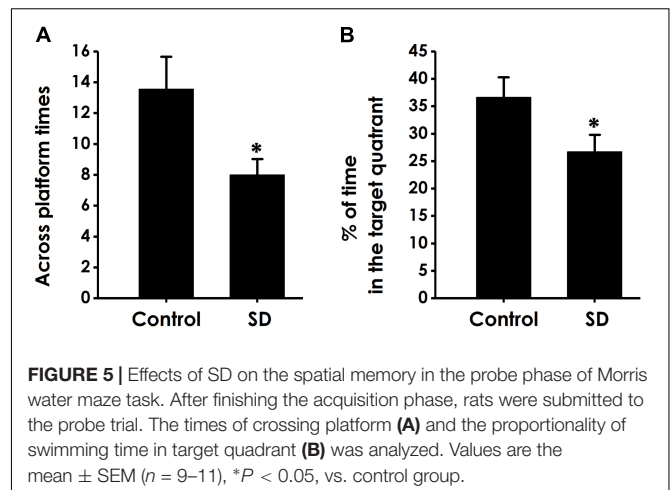 A
Across platform times
16
14
12
10
8
6
4
2
0
*
Control SD
B
% of time
in the target quatrant
45
40
35
30
25
20
15
10
5
0
*
Control SD
FIGURE 5 | Effects of SD on the spatial memory in the probe phase of Morris
water maze task. After finishing the acquisition phase, rats were submitted to
the probe trial. The times of crossing platform (A) and the proportionality of
swimming time in target quadrant (B) was analyzed. Values are the
mean ± SEM (n = 9–11), *P < 0.05, vs. control group.